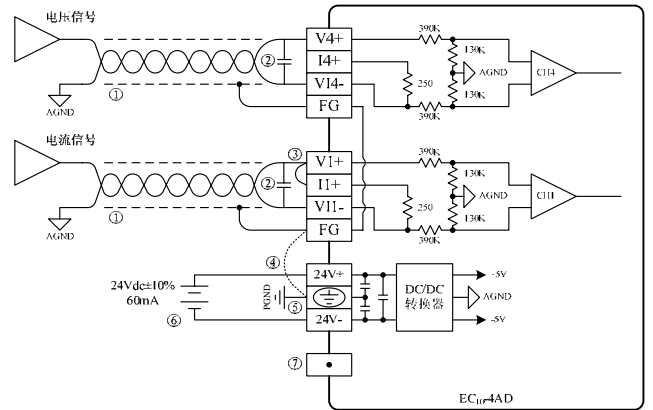 电压信号
AGND
①
②
V4+
I4+
VI4-
FG
390K
250
390K
130K
130K
AGND
CH4
电流信号
AGND
①
②
③
V1+
I1+
VI1-
FG
390K
250
390K
130K
130K
AGND
CH1
④
24Vdc±10%
60mA
⑥
PGND
⑤
24V+
24V-
DC/DC
转换器
-5V
AGND
-5V
⑦
EC10-4AD